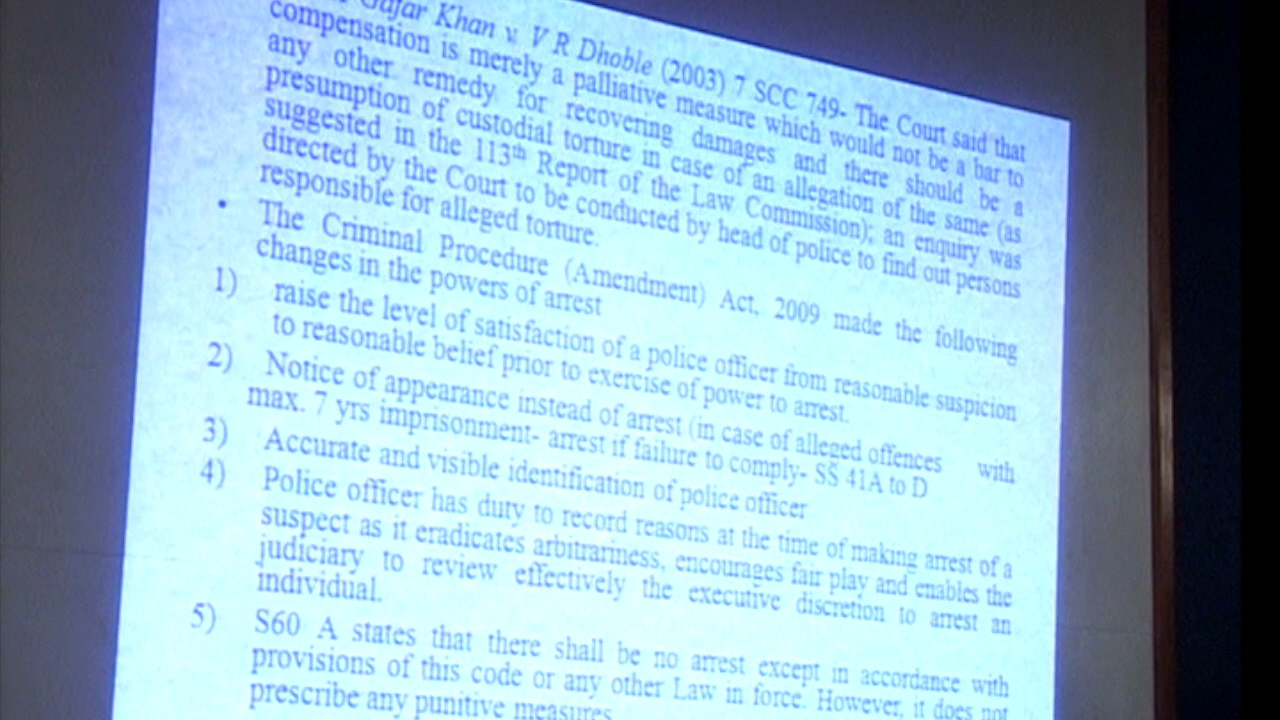 Gafar Khan v. V R Dhoble (2003) 7 SCC 749- The Court said that
compensation is merely a palliative measure which would not be a bar to
any other remedy for recovering damages and there should be a
presumption of custodial torture in case of an allegation of the same (as
suggested in the 113th Report of the Law Commission); an enquiry was
directed by the Court to be conducted by head of police to find out persons
responsible for alleged torture.
• The Criminal Procedure (Amendment) Act, 2009 made the following
changes in the powers of arrest
1) raise the level of satisfaction of a police officer from reasonable suspicion
to reasonable belief prior to exercise of power to arrest.
2) Notice of appearance instead of arrest (in case of alleged offences with
max. 7 yrs imprisonment- arrest if failure to comply- SS 41A to D
3) Accurate and visible identification of police officer
4) Police officer has duty to record reasons at the time of making arrest of a
suspect as it eradicates arbitrariness, encourages fair play and enables the
judiciary to review effectively the executive discretion to arrest an
individual.
5) S60 A states that there shall be no arrest except in accordance with
provisions of this code or any other Law in force. However, it does not
prescribe any punitive measures